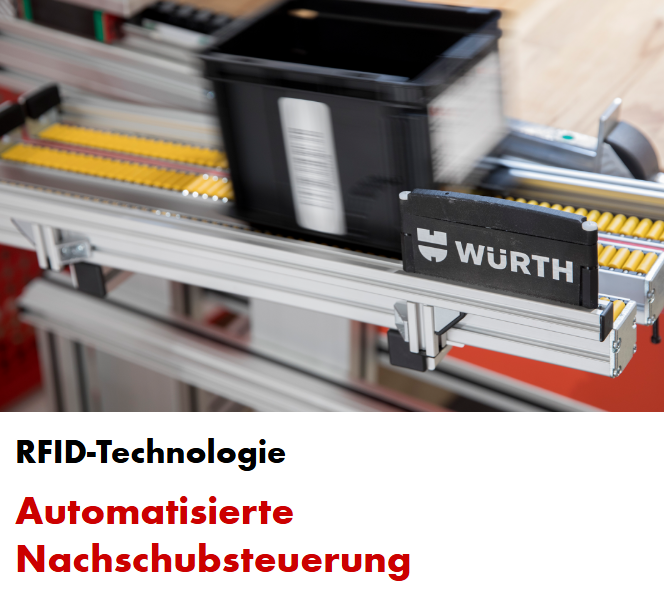 WÜRTH
RFID-Technologie
Automatisierte
Nachschubsteuerung